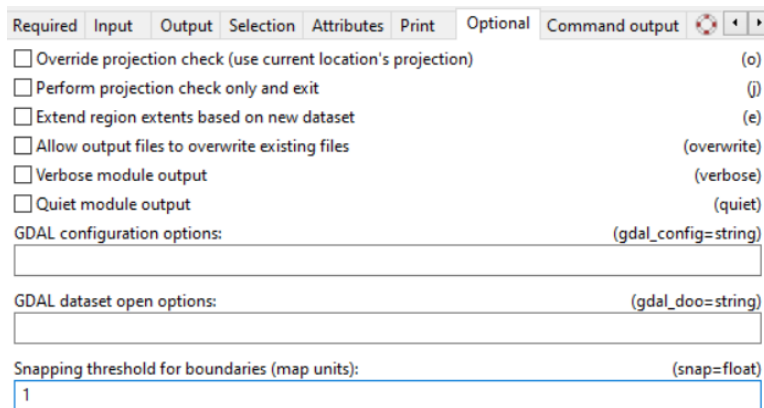 Required Input Output Selection Attributes Print Optional Command output
Override projection check (use current location's projection) (o)
Perform projection check only and exit (j)
Extend region extents based on new dataset (e)
Allow output files to overwrite existing files (overwrite)
Verbose module output (verbose)
Quiet module output (quiet)
GDAL configuration options: (gdal_config=string)
GDAL dataset open options: (gdal_doo=string)
Snapping threshold for boundaries (map units): (snap=float)
1